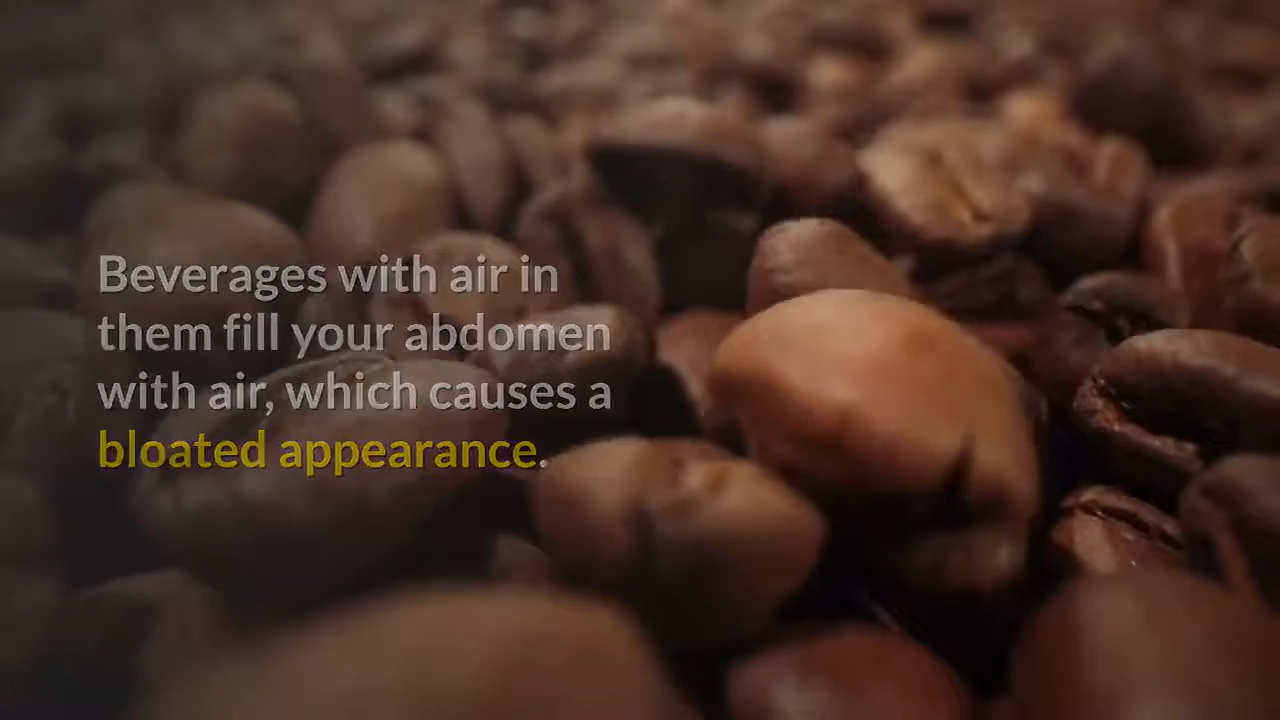 Beverages with air in
them fill your abdomen
with air, which causes a
bloated appearance.